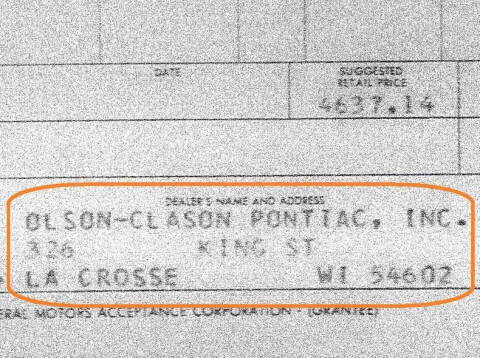 DATE
SUGGESTED
RETAIL PRICE
4637.14
DEALER'S NAME AND ADDRESS
OLSON-CLASON PONTIAC, INC.
326 KING ST
LA CROSSE WI 54602
ERAL MOTORS ACCEPTANCE CORPORATION - (GRANTEE)